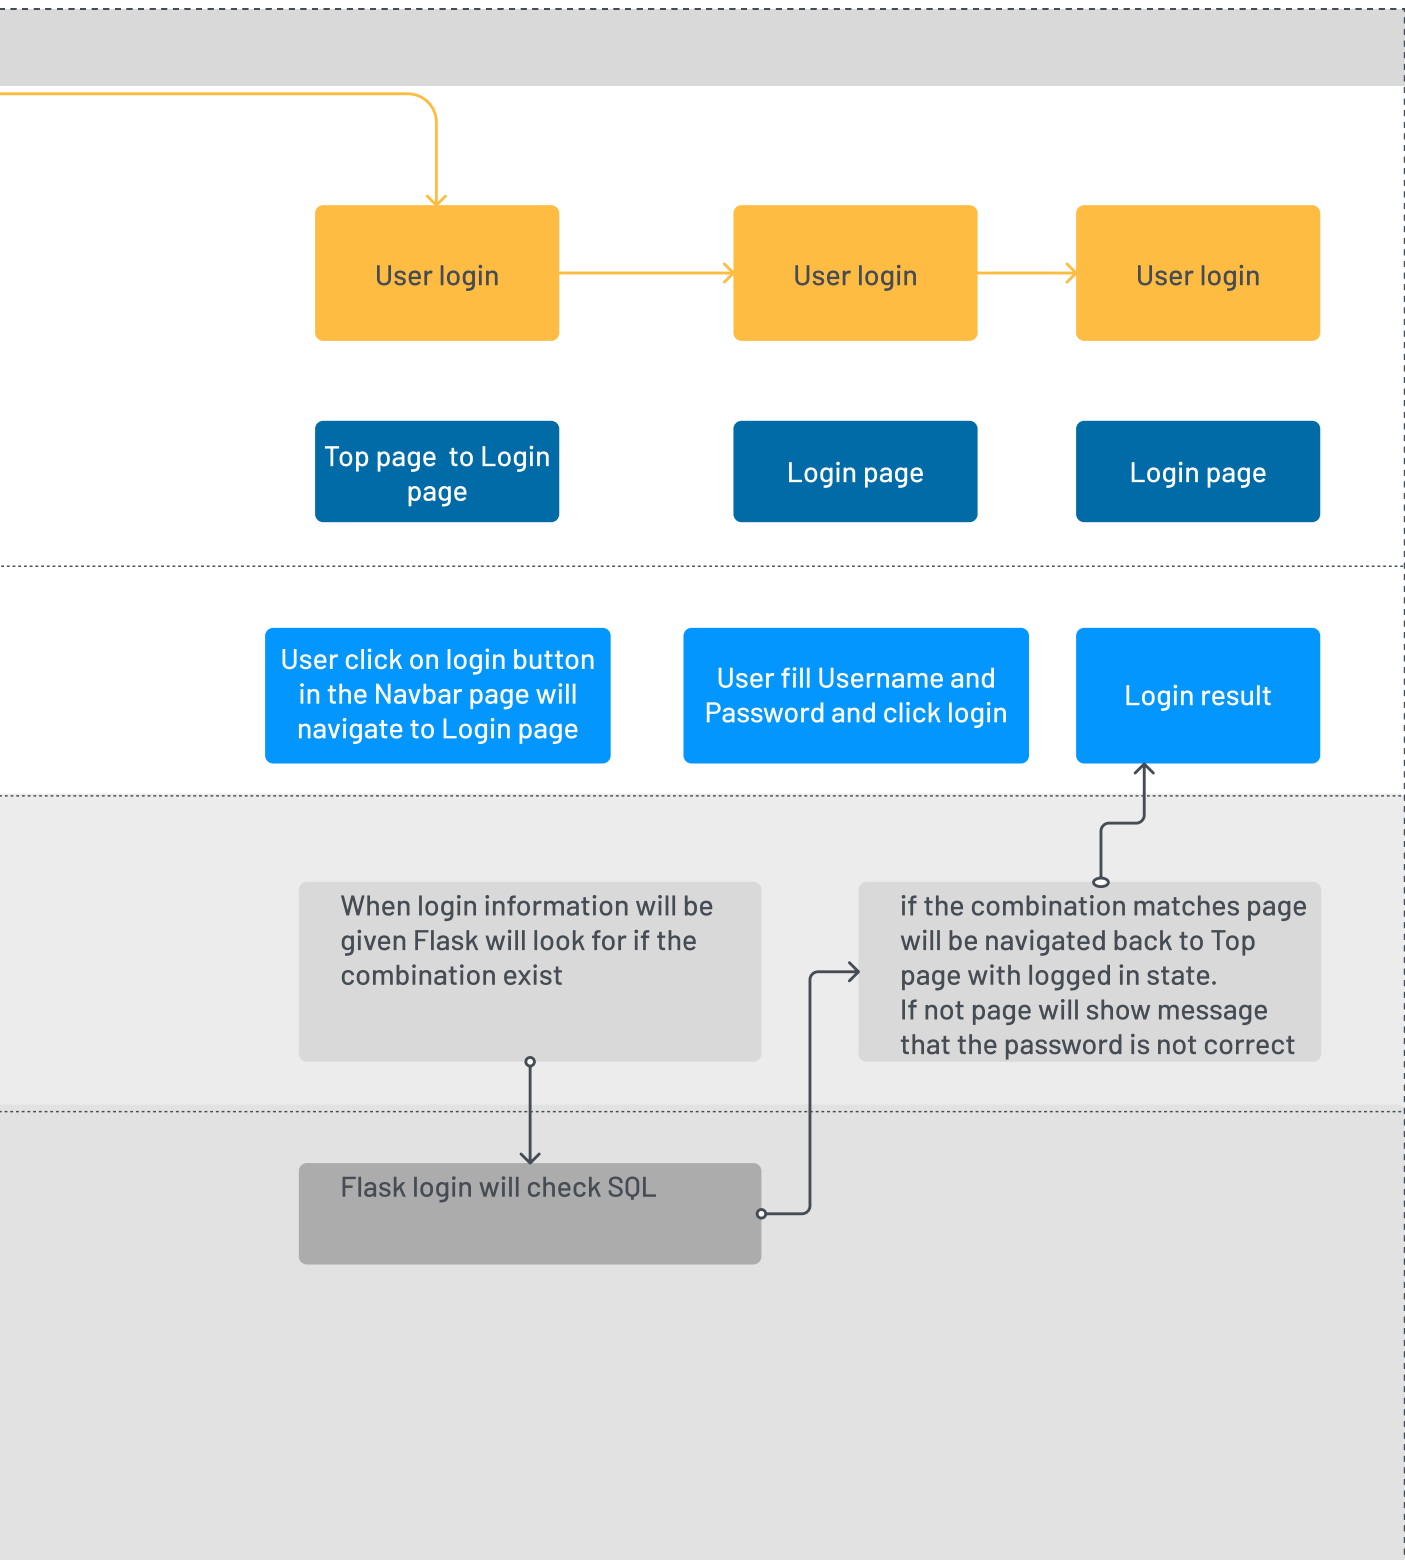 User login
User login
User login
Top page to Login
page
Login page
Login page
User click on login button
in the Navbar page will
navigate to Login page
User fill Username and
Password and click login
Login result
When login information will be
given Flask will look for if the
combination exist
if the combination matches page
will be navigated back to Top
page with logged in state.
If not page will show message
that the password is not correct
Flask login will check SQL